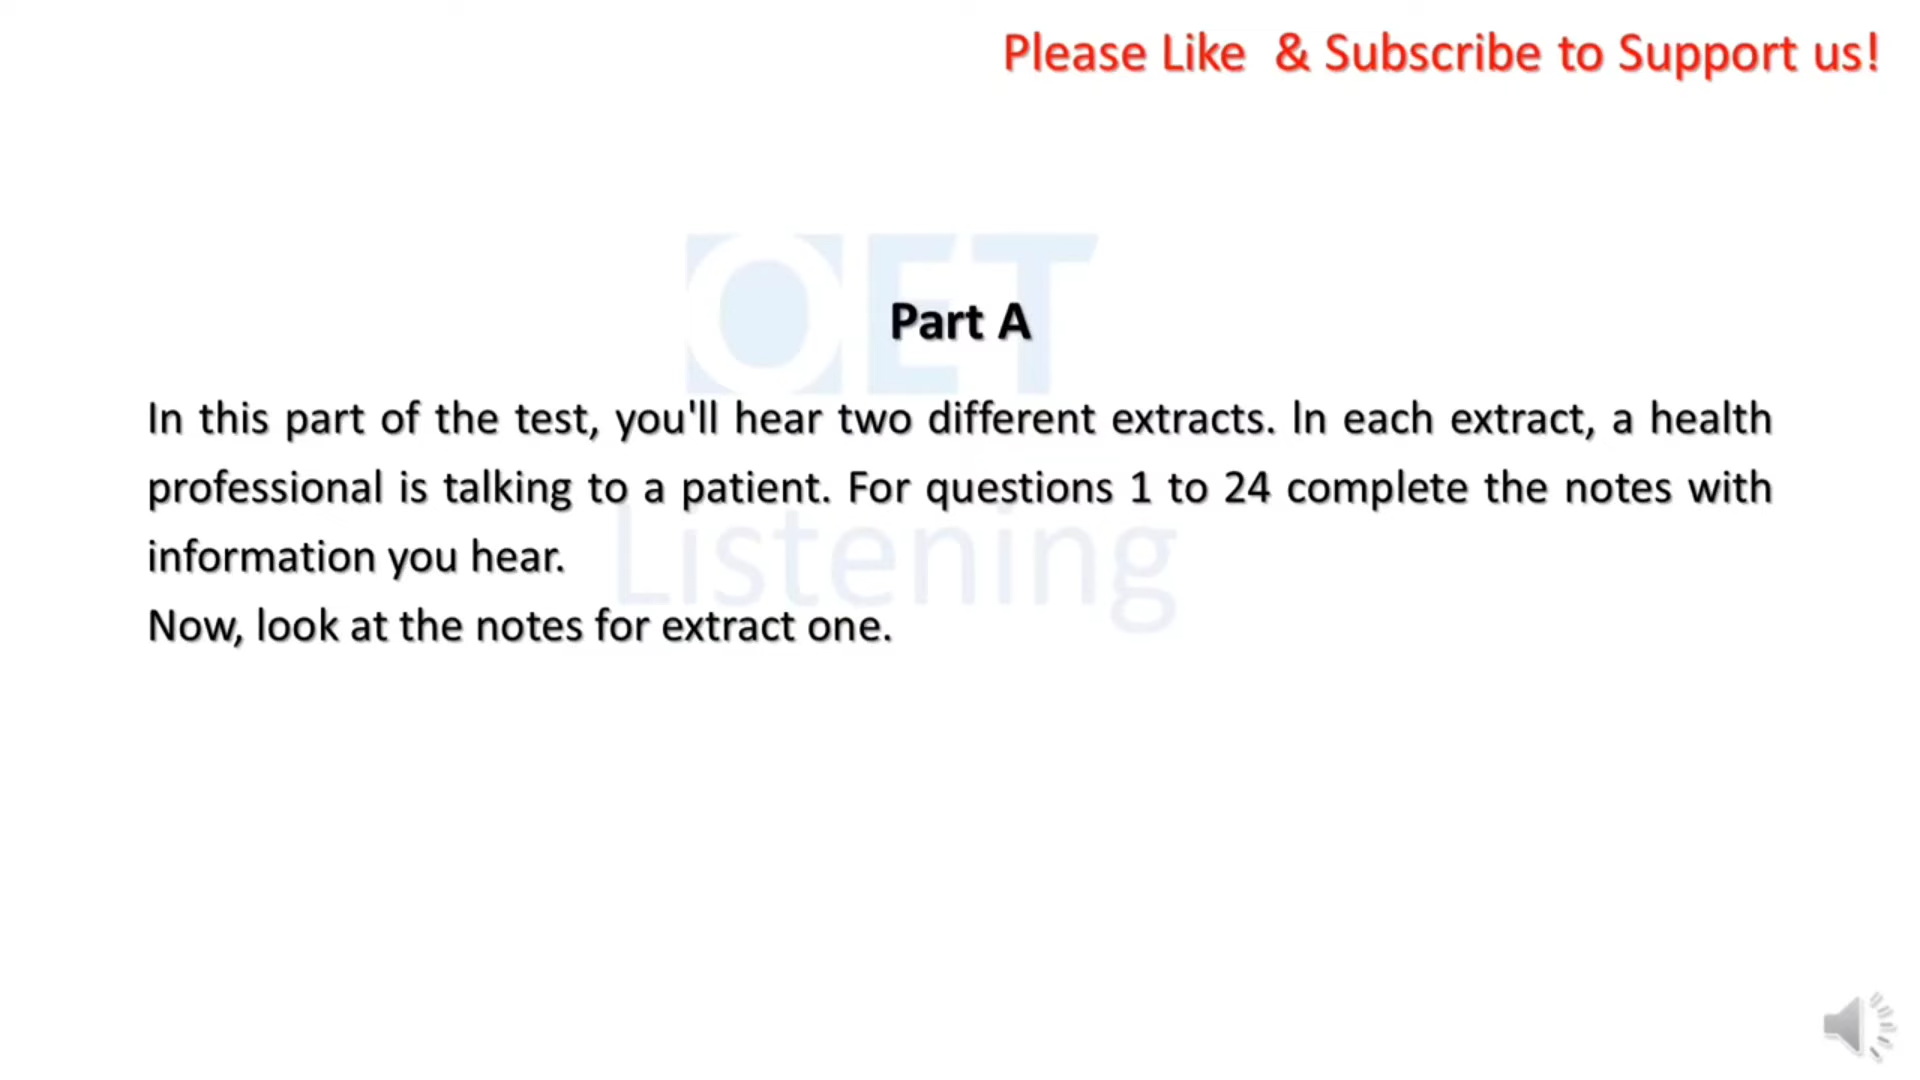 Please Like & Subscribe to Support us!
OET
Part A
In this part of the test, you'll hear two different extracts. In each extract, a health
professional is talking to a patient. For questions 1 to 24 complete the notes with
Listening
information you hear.
Now, look at the notes for extract one.